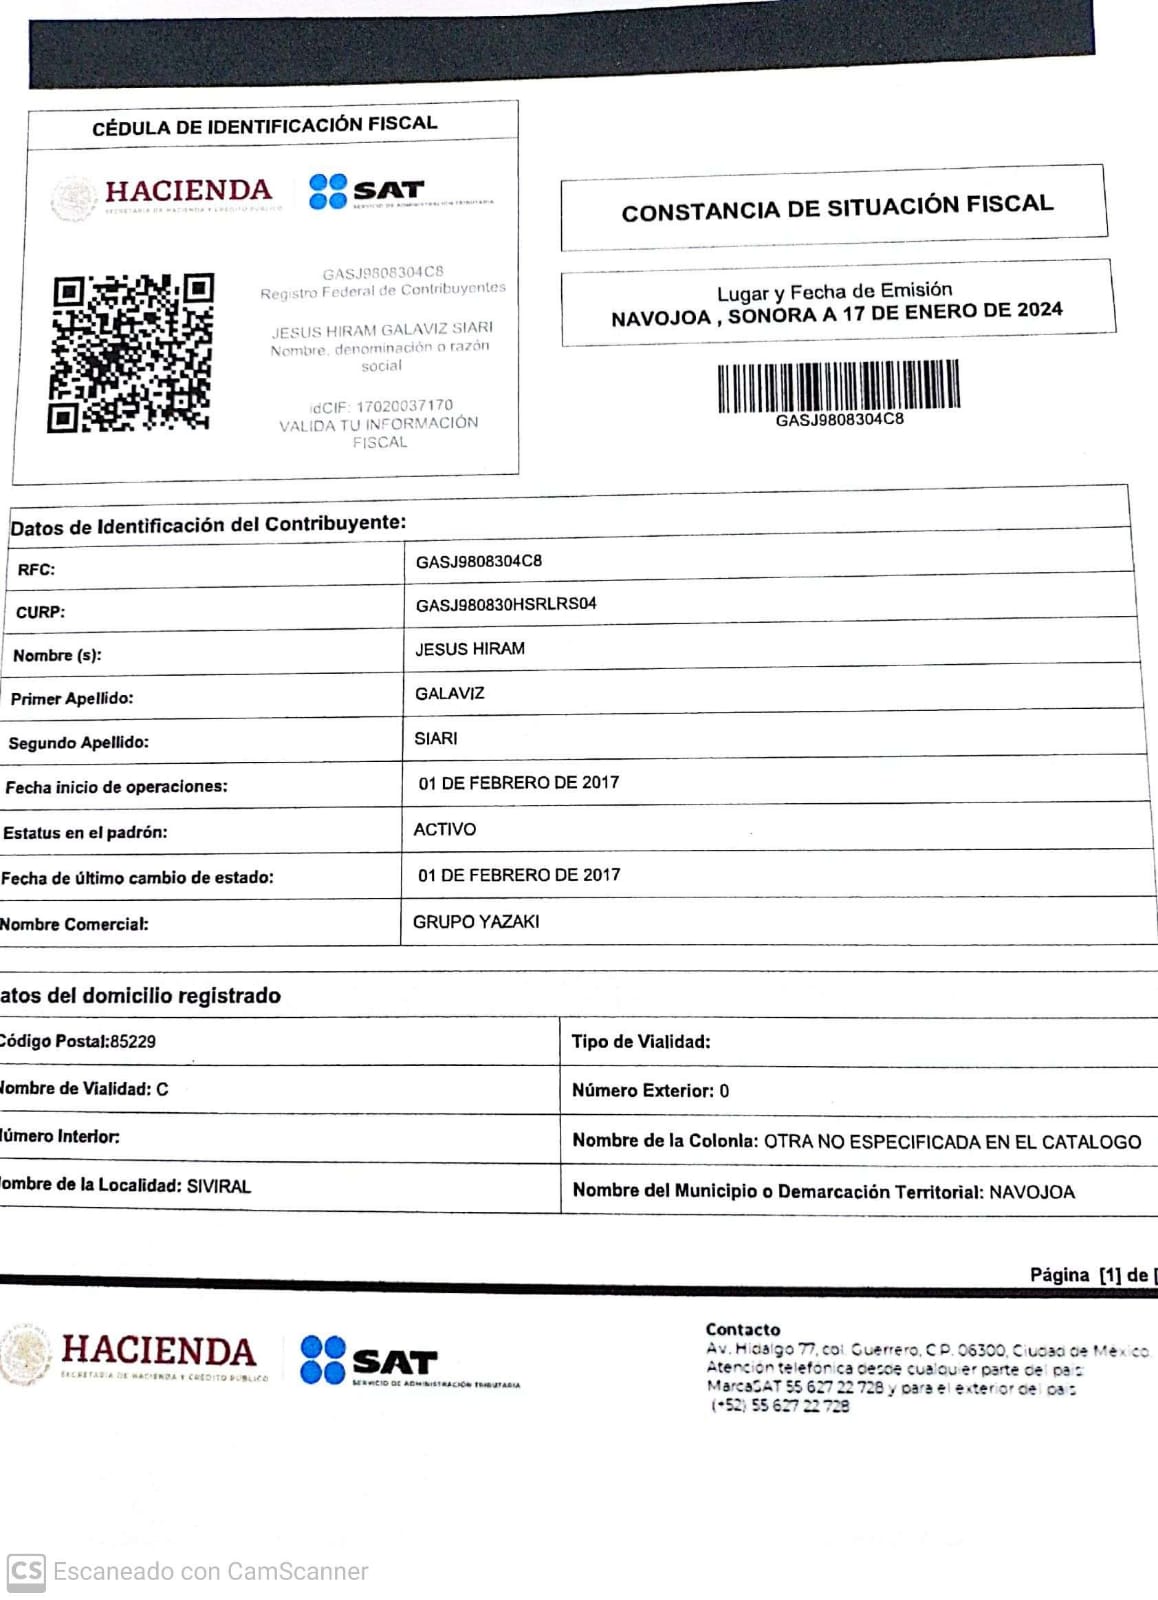 CÉDULA DE IDENTIFICACIÓN FISCAL
HACIENDA
SECRETARÍA DE HACIENDA Y CRÉDITO PÚBLICO
SAT
SERVICIO DE ADMINISTRACIÓN TRIBUTARIA
GASJ9808304C8
Registro Federal de Contribuyentes
JESUS HIRAM GALAVIZ SIARI
Nombre, denominación o razón
social
idCIF: 17020037170
VALIDA TU INFORMACIÓN
FISCAL
CONSTANCIA DE SITUACIÓN FISCAL
Lugar y Fecha de Emisión
NAVOJOA , SONORA A 17 DE ENERO DE 2024
GASJ9808304C8
Datos de Identificación del Contribuyente:
RFC: GASJ9808304C8
CURP: GASJ980830HSRLRS04
Nombre (s): JESUS HIRAM
Primer Apellido: GALAVIZ
Segundo Apellido: SIARI
Fecha inicio de operaciones: 01 DE FEBRERO DE 2017
Estatus en el padrón: ACTIVO
Fecha de último cambio de estado: 01 DE FEBRERO DE 2017
Nombre Comercial: GRUPO YAZAKI
atos del domicilio registrado
Código Postal:85229 Tipo de Vialidad:
Nombre de Vialidad: C Número Exterior: 0
Número Interior: Nombre de la Colonia: OTRA NO ESPECIFICADA EN EL CATALOGO
ombre de la Localidad: SIVIRAL Nombre del Municipio o Demarcación Territorial: NAVOJOA
Página [1] de [
HACIENDA
SECRETARÍA DE HACIENDA Y CRÉDITO PÚBLICO
SAT
SERVICIO DE ADMINISTRACIÓN TRIBUTARIA
Contacto
Av. Hidalgo 77, col. Guerrero, C.P. 06300, Ciudad de México
Atención telefónica desde cualquier parte del país
MarcaSAT 55 627 22 728 y para el exterior del país
(+52) 55 627 22 728
CS Escaneado con CamScanner